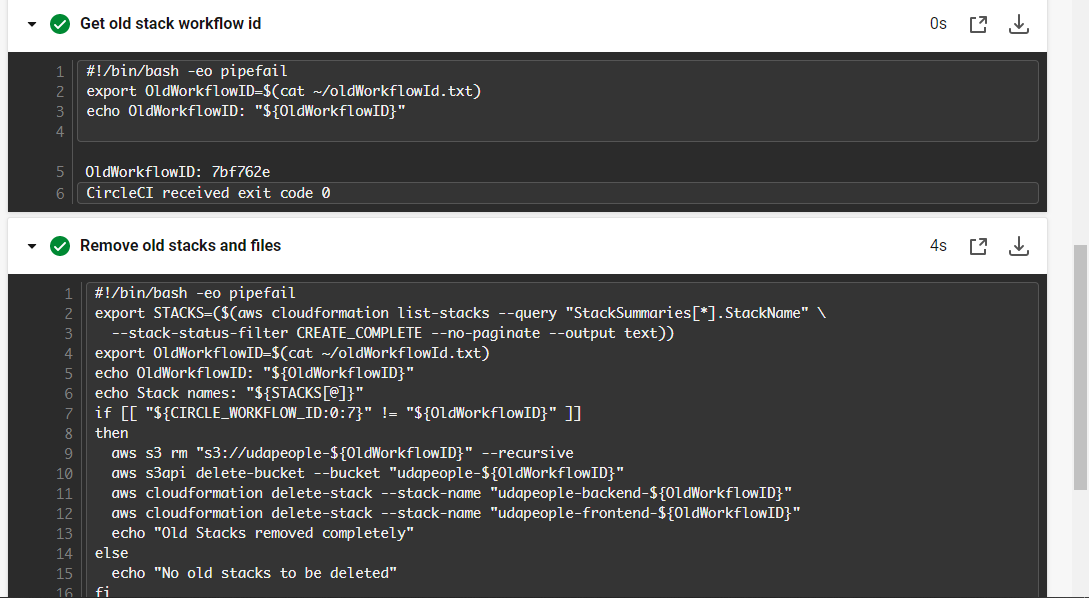 Get old stack workflow id 0s
1 #!/bin/bash -eo pipefail
2 export OldWorkflowID=$(cat ~/oldWorkflowId.txt)
3 echo OldWorkflowID: "${OldWorkflowID}"
4
5 OldWorkflowID: 7bf762e
6 CircleCI received exit code 0
Remove old stacks and files 4s
1 #!/bin/bash -eo pipefail
2 export STACKS=($(aws cloudformation list-stacks --query "StackSummaries[*].StackName" \
3   --stack-status-filter CREATE_COMPLETE --no-paginate --output text))
4 export OldWorkflowID=$(cat ~/oldWorkflowId.txt)
5 echo OldWorkflowID: "${OldWorkflowID}"
6 echo Stack names: "${STACKS[@]}"
7 if [[ "${CIRCLE_WORKFLOW_ID:0:7}" != "${OldWorkflowID}" ]]
8 then
9   aws s3 rm "s3://udapeople-${OldWorkflowID}" --recursive
10   aws s3api delete-bucket --bucket "udapeople-${OldWorkflowID}"
11   aws cloudformation delete-stack --stack-name "udapeople-backend-${OldWorkflowID}"
12   aws cloudformation delete-stack --stack-name "udapeople-frontend-${OldWorkflowID}"
13   echo "Old Stacks removed completely"
14 else
15   echo "No old stacks to be deleted"
16 fi